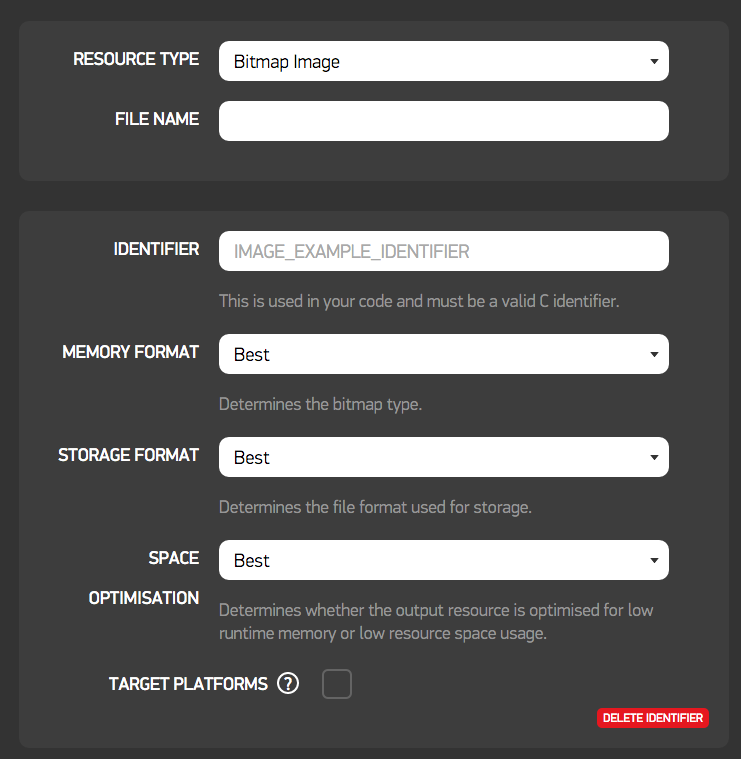 RESOURCE TYPE Bitmap Image
FILE NAME
IDENTIFIER IMAGE_EXAMPLE_IDENTIFIER
This is used in your code and must be a valid C identifier.
MEMORY FORMAT Best
Determines the bitmap type.
STORAGE FORMAT Best
Determines the file format used for storage.
SPACE Best
OPTIMISATION
Determines whether the output resource is optimised for low
runtime memory or low resource space usage.
TARGET PLATFORMS ?
DELETE IDENTIFIER